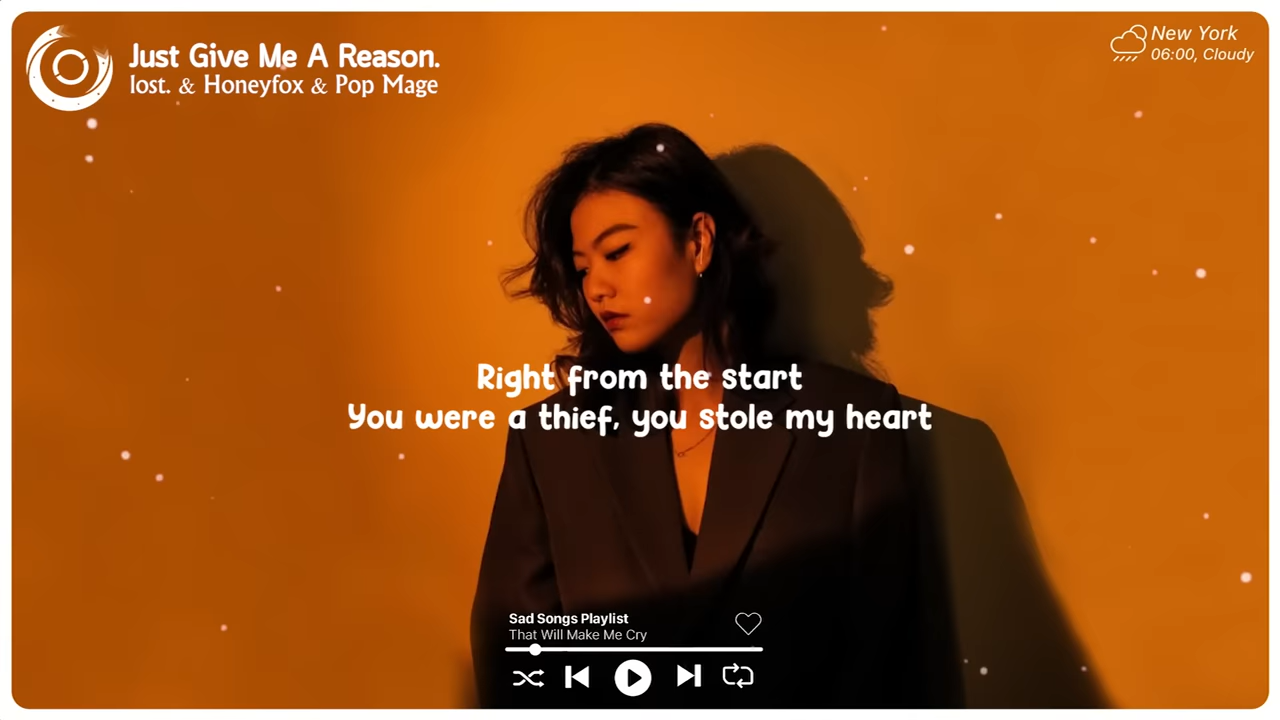 Just Give Me A Reason.
lost. & Honeyfox & Pop Mage
New York
06:00, Cloudy
Right from the start
You were a thief, you stole my heart
Sad Songs Playlist
That Will Make Me Cry